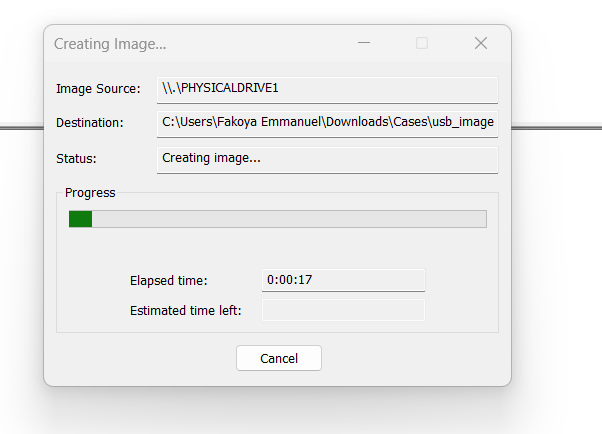 Creating Image...
Image Source: \\.\PHYSICALDRIVE1
Destination: C:\Users\Fakoya Emmanuel\Downloads\Cases\usb_image
Status: Creating image...
Progress
Elapsed time: 0:00:17
Estimated time left:
Cancel